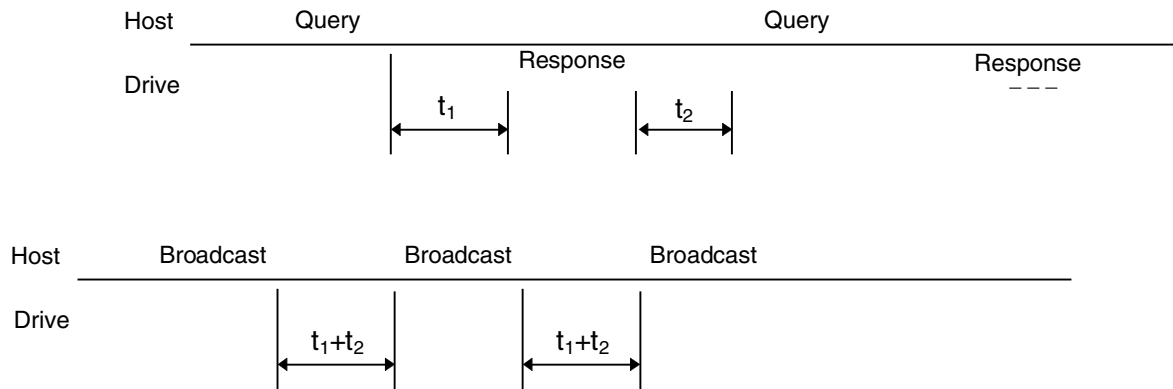 Host Query Query
Response Response
Drive
t₁ t₂
Host Broadcast Broadcast Broadcast
Drive
t₁+t₂ t₁+t₂